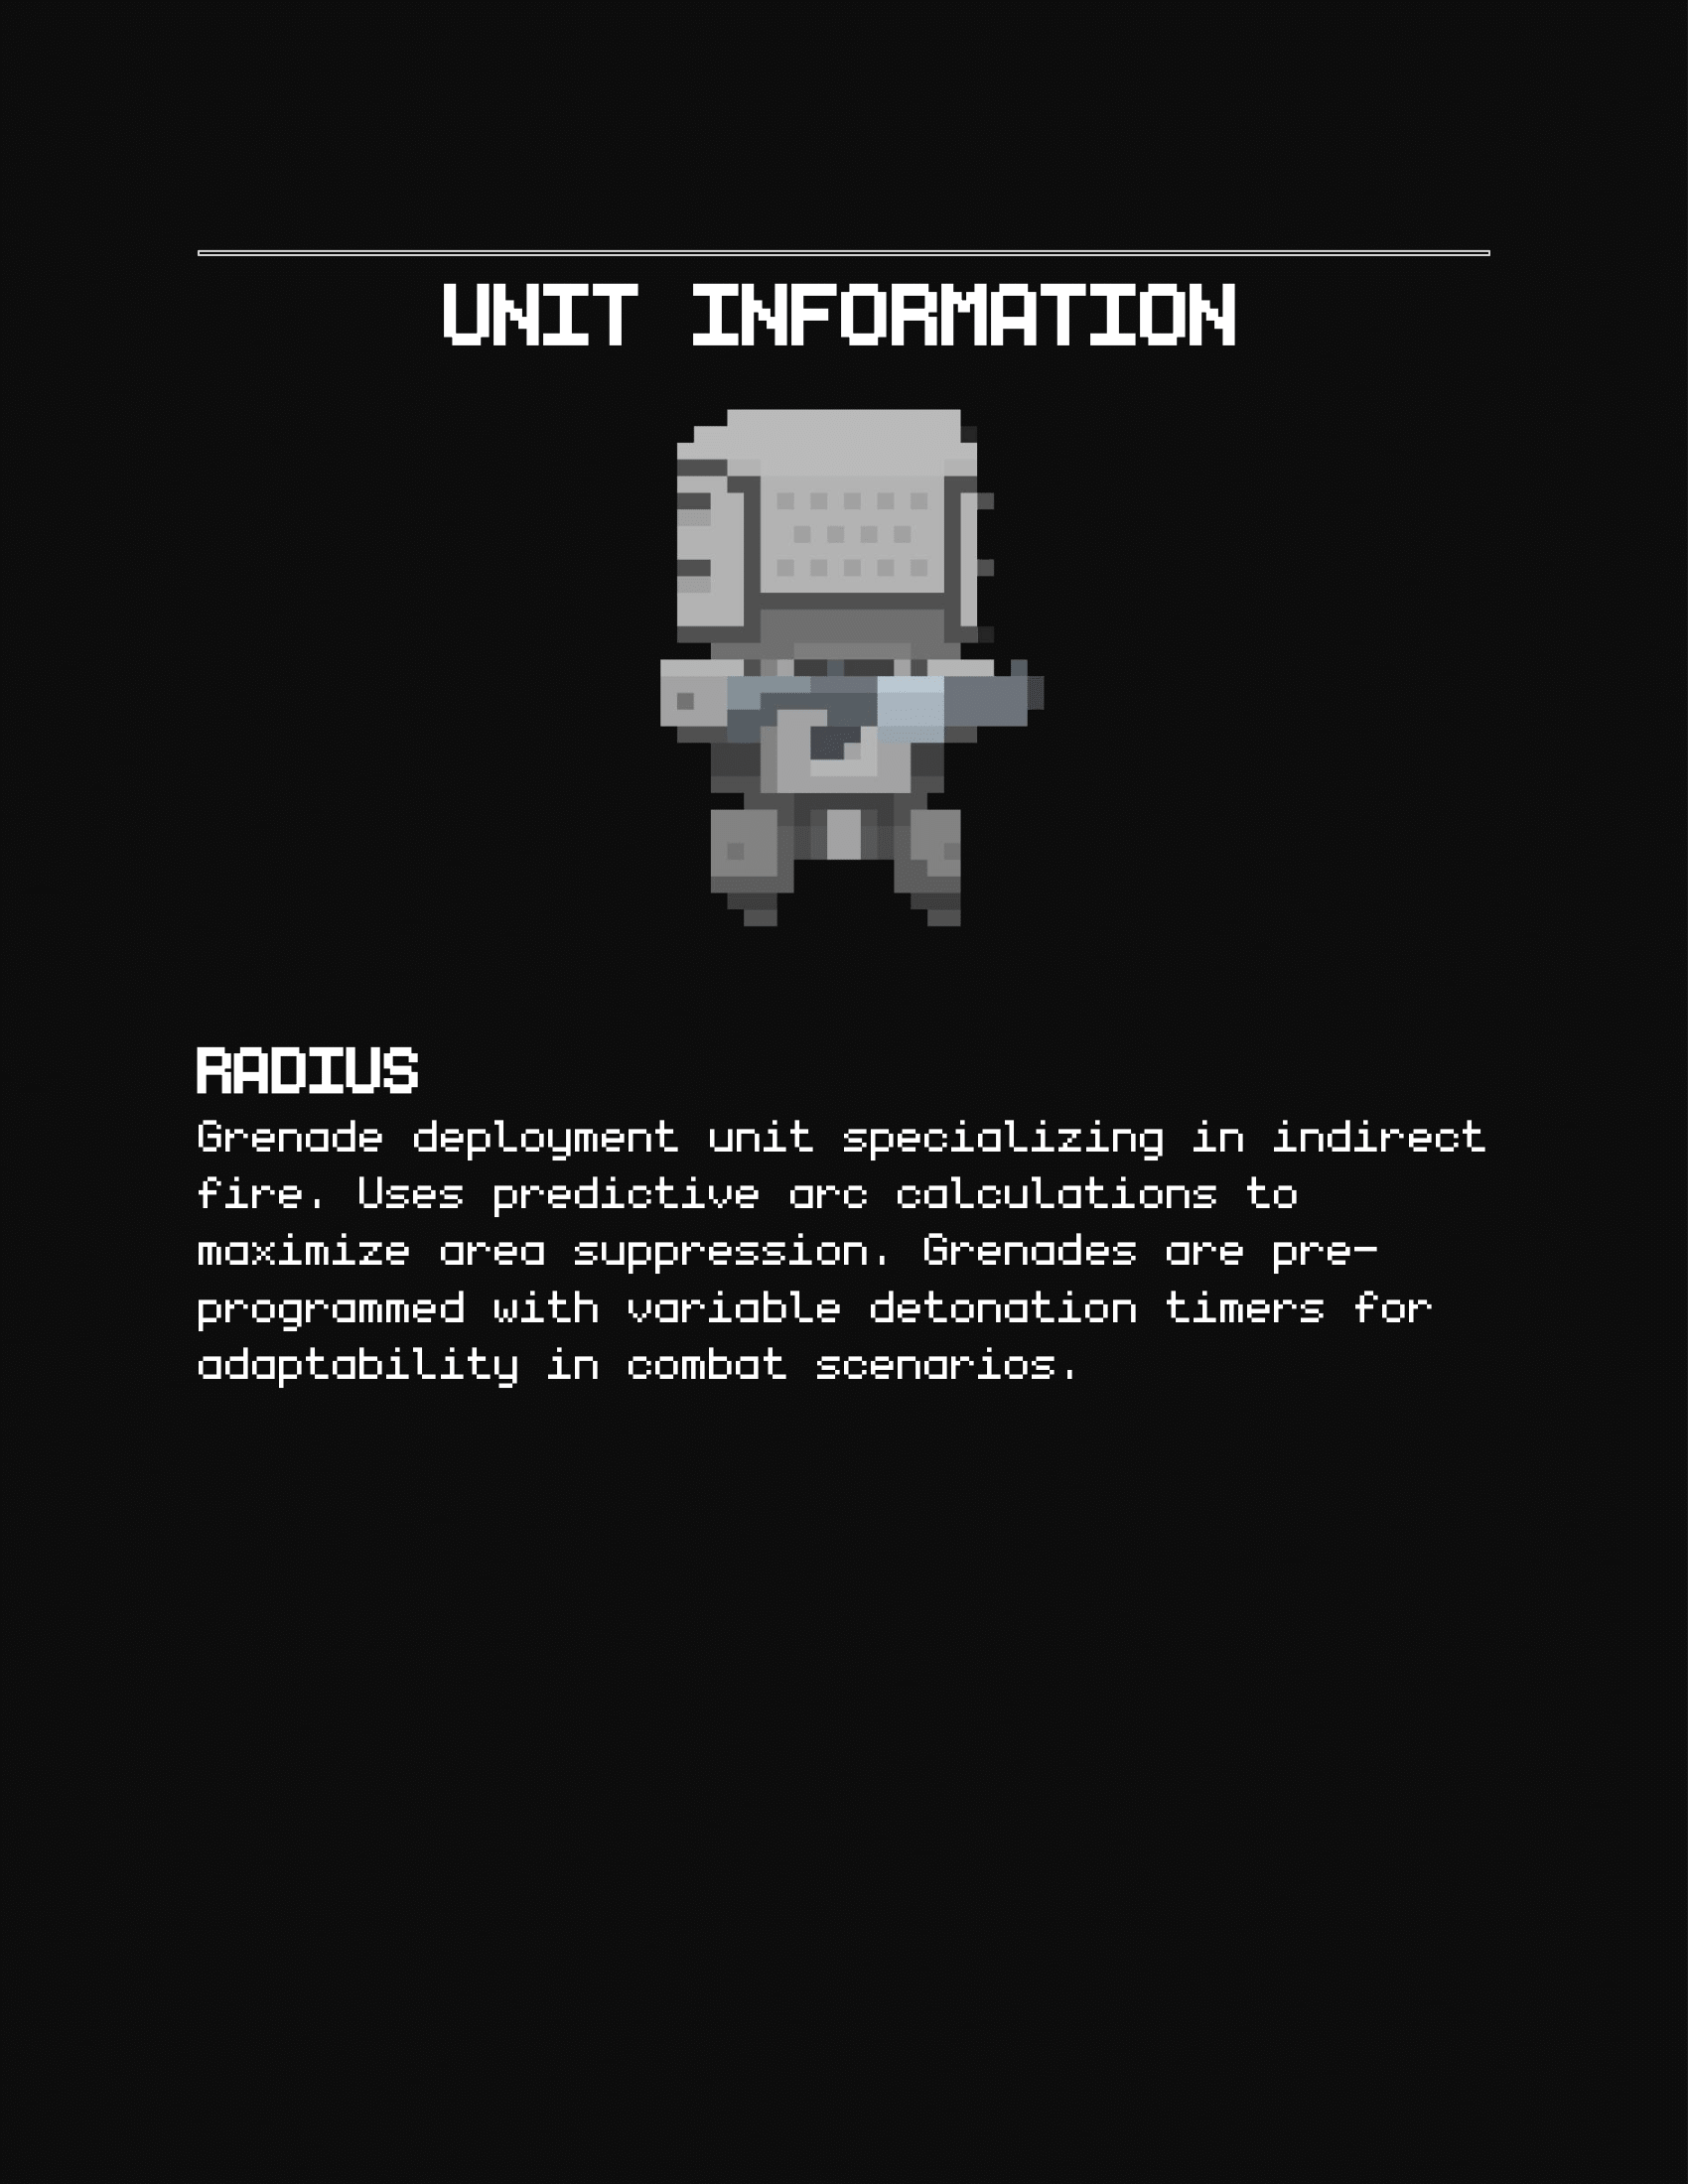 UNIT INFORMATION
RADIUS
Grenade deployment unit specializing in indirect
fire. Uses predictive arc calculations to
maximize area suppression. Grenades are pre-
programmed with variable detonation timers for
adaptability in combat scenarios.